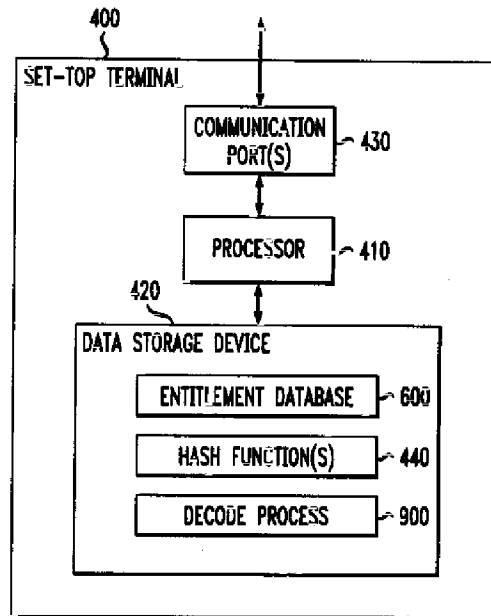 400
SET-TOP TERMINAL
COMMUNICATION
PORT(S)
430
PROCESSOR
410
420
DATA STORAGE DEVICE
ENTITLEMENT DATABASE
600
HASH FUNCTION(S)
440
DECODE PROCESS
900